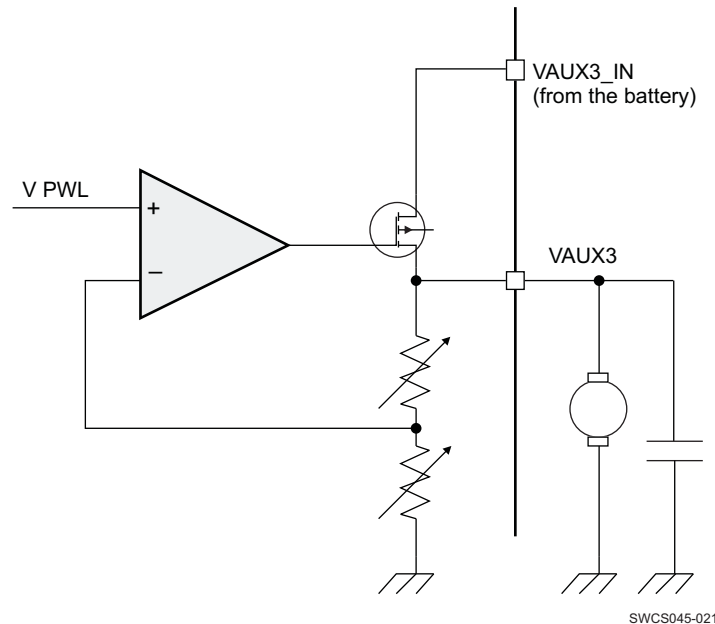 VAUX3_IN
(from the battery)
V PWL
+
−
VAUX3
SWCS045-021